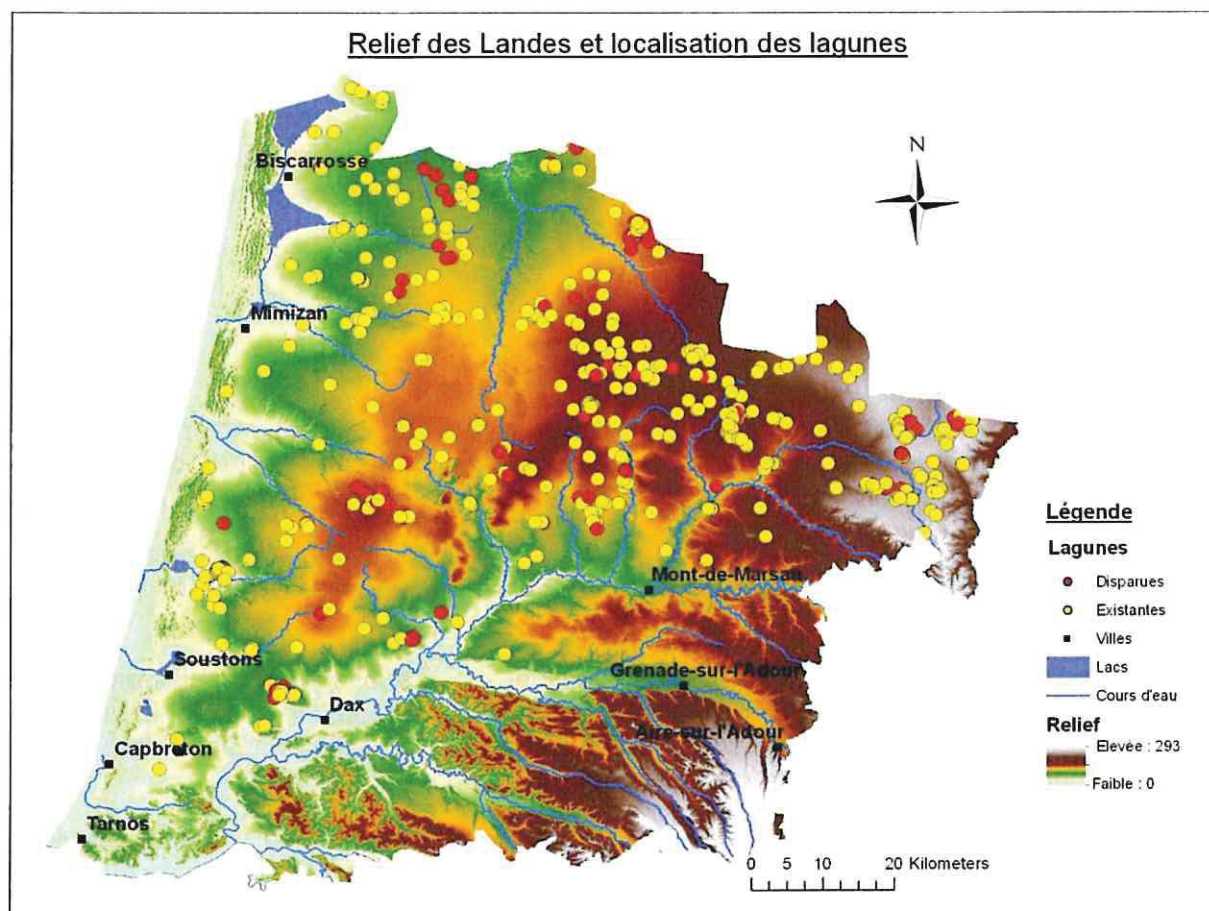 Relief des Landes et localisation des lagunes
N
Biscarrosse
Mimizan
Mont-de-Marsan
Soustons
Grenade-sur-l'Adour
Dax
Aire-sur-l'Adour
Capbreton
Tarnos
Légende
Lagunes
Disparues
Existantes
Villes
Lacs
Cours d'eau
Relief
Elevée : 293
Faible : 0
0 5 10 20 Kilometers